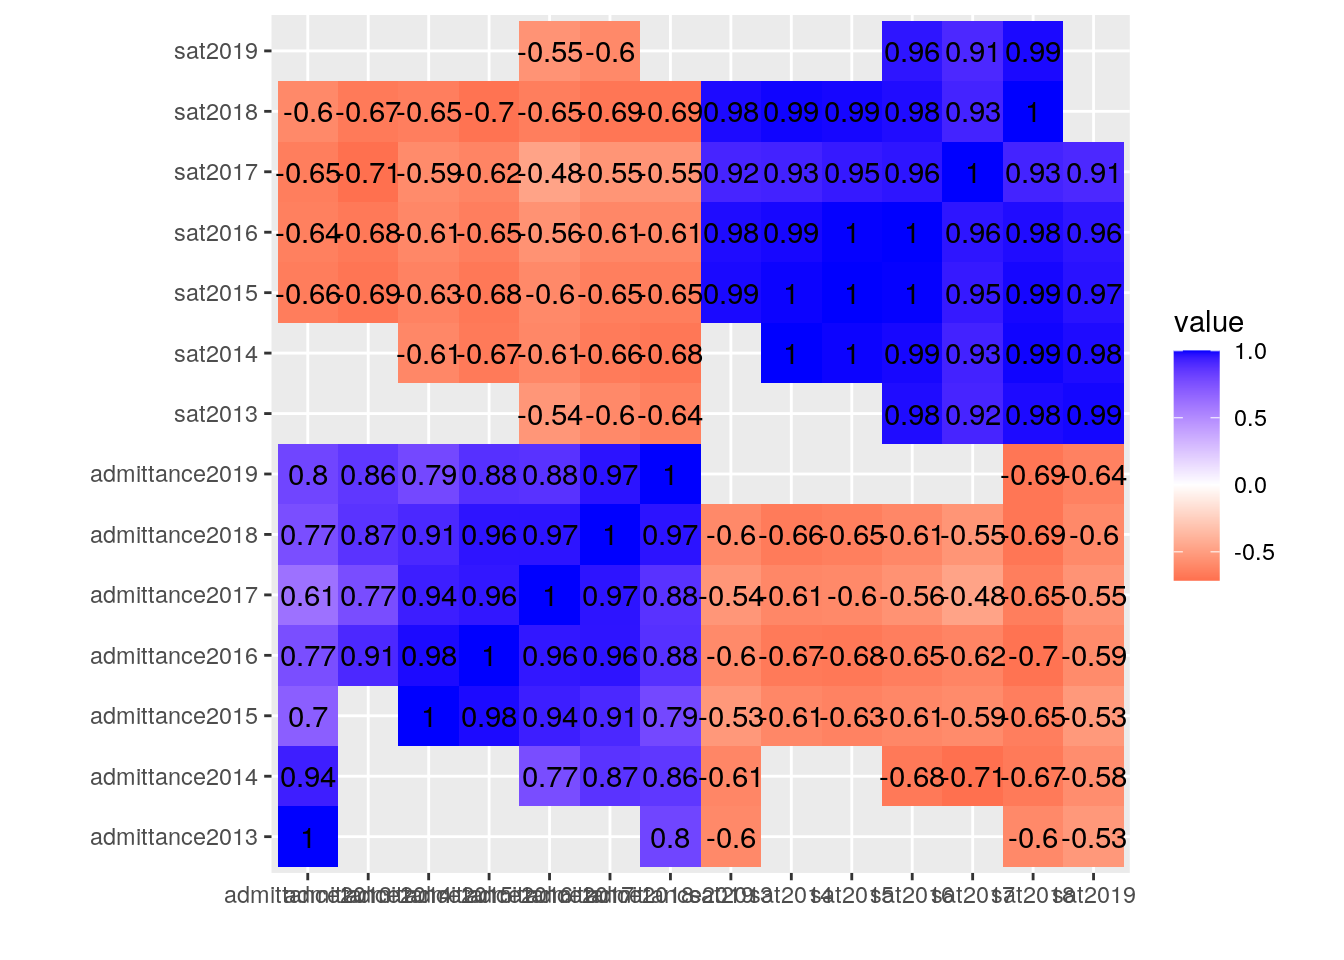 sat2019 -0.55 -0.6 0.96 0.91 0.99
sat2018 -0.6 -0.67 -0.65 -0.7 -0.65 -0.69 -0.69 0.98 0.99 0.99 0.98 0.93 1
sat2017 -0.65 -0.71 -0.59 -0.62 -0.48 -0.55 -0.55 0.92 0.93 0.95 0.96 1 0.93 0.91
sat2016 -0.64 -0.68 -0.61 -0.65 -0.56 -0.61 -0.61 0.98 0.99 1 1 0.96 0.98 0.96
sat2015 -0.66 -0.69 -0.63 -0.68 -0.6 -0.65 -0.65 0.99 1 1 1 0.95 0.99 0.97
sat2014 -0.61 -0.67 -0.61 -0.66 -0.68 1 1 0.99 0.93 0.99 0.98
sat2013 -0.54 -0.6 -0.64 0.98 0.92 0.98 0.99
admittance2019 0.8 0.86 0.79 0.88 0.88 0.97 1 -0.69 -0.64
admittance2018 0.77 0.87 0.91 0.96 0.97 1 0.97 -0.6 -0.66 -0.65 -0.61 -0.55 -0.69 -0.6
admittance2017 0.61 0.77 0.94 0.96 1 0.97 0.88 -0.54 -0.61 -0.6 -0.56 -0.48 -0.65 -0.55
admittance2016 0.77 0.91 0.98 1 0.96 0.96 0.88 -0.6 -0.67 -0.68 -0.65 -0.62 -0.7 -0.59
admittance2015 0.7 1 0.98 0.94 0.91 0.79 -0.53 -0.61 -0.63 -0.61 -0.59 -0.65 -0.53
admittance2014 0.94 0.77 0.87 0.86 -0.61 -0.68 -0.71 -0.67 -0.58
admittance2013 1 0.8 -0.6 -0.6 -0.53
sat2019
value
1.0
0.5
0.0
-0.5